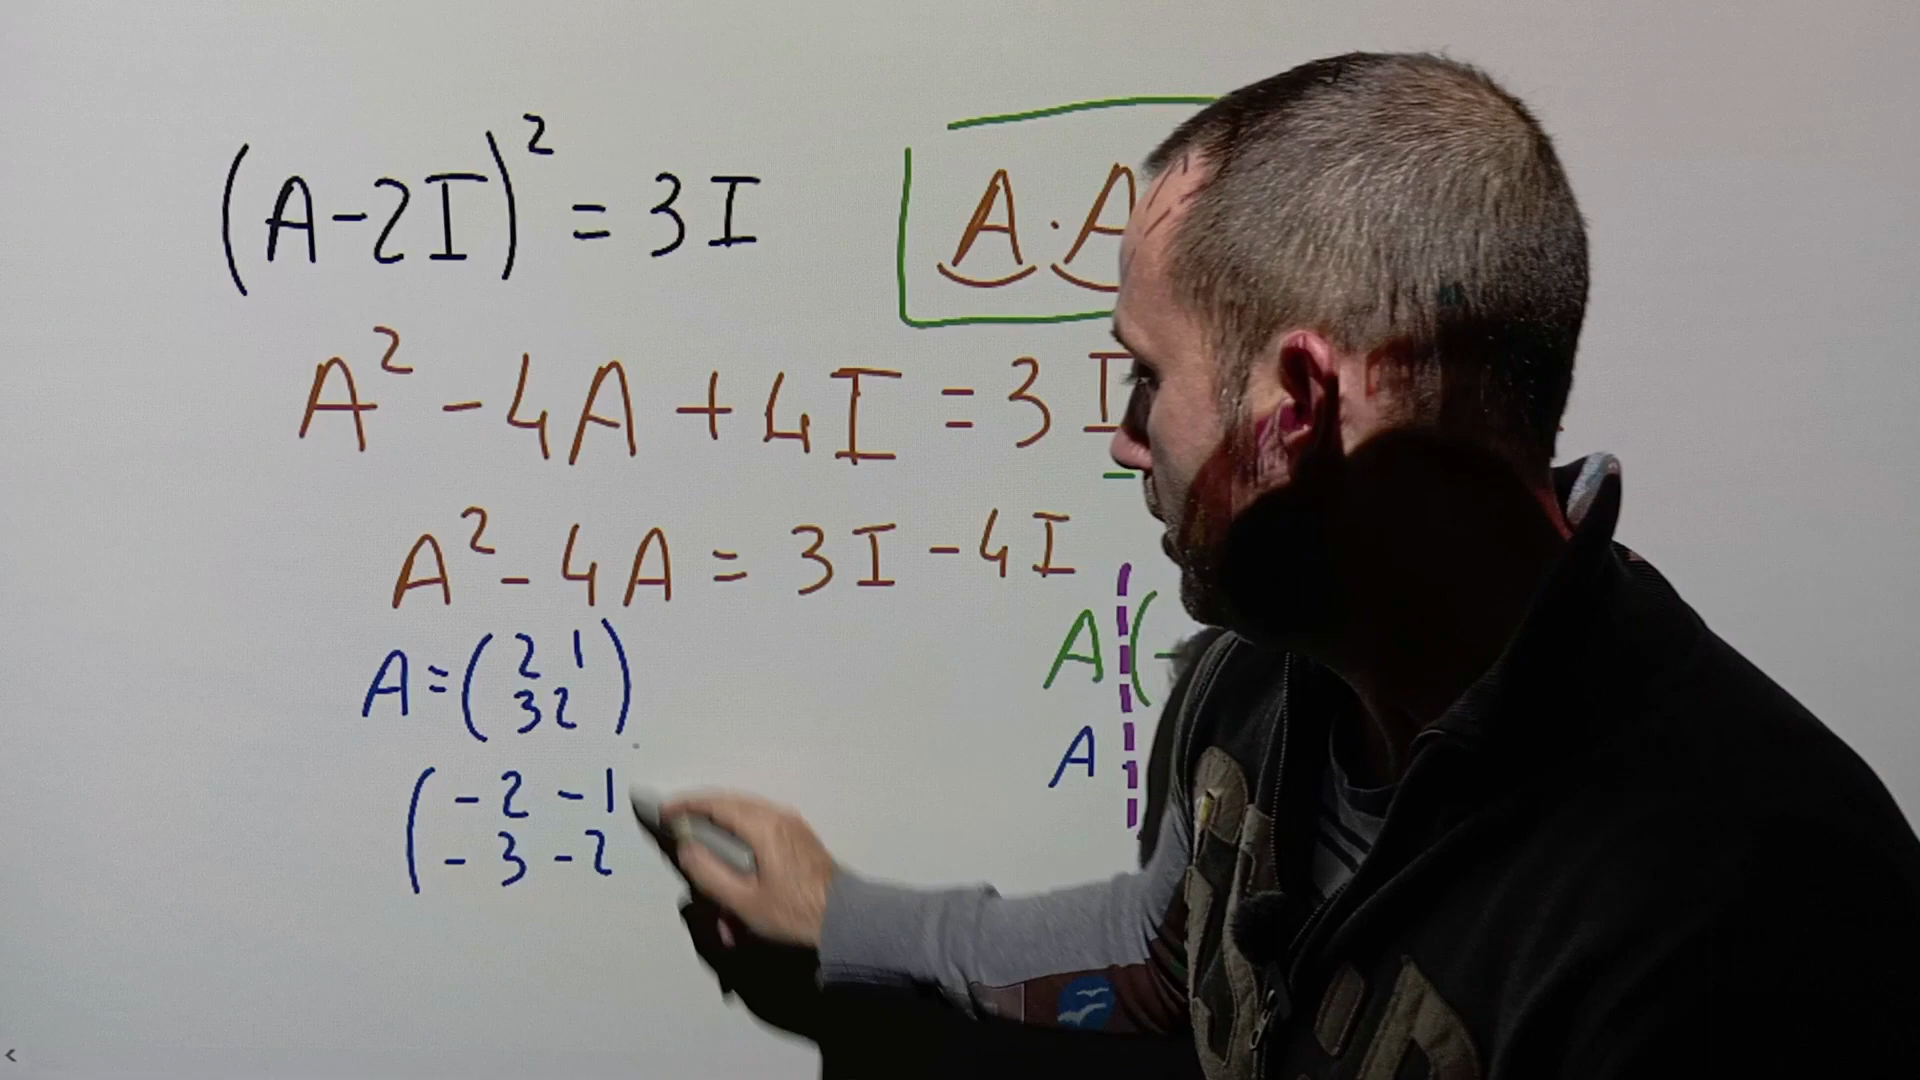 (A-2I)² = 3I
A·A
A² - 4A + 4I = 3I
A² - 4A = 3I - 4I
A = (2 1
3 2)
A (-
A
(-2 -1
-3 -2